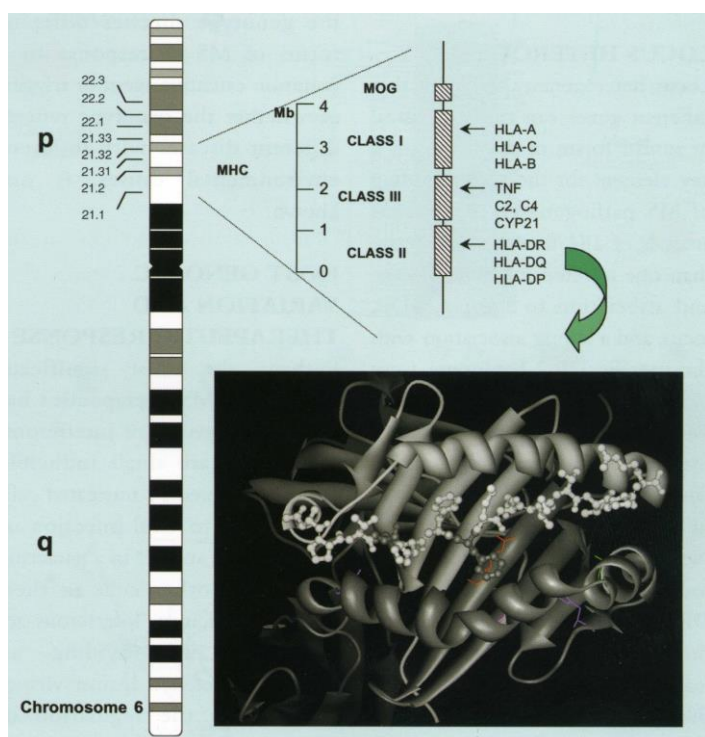 22.3
22.2
22.1
21.33
21.32
21.31
21.2
21.1
p
q
Chromosome 6
MHC
Mb
4
3
2
1
0
MOG
CLASS I
CLASS III
CLASS II
HLA-A
HLA-C
HLA-B
TNF
C2, C4
CYP21
HLA-DR
HLA-DQ
HLA-DP